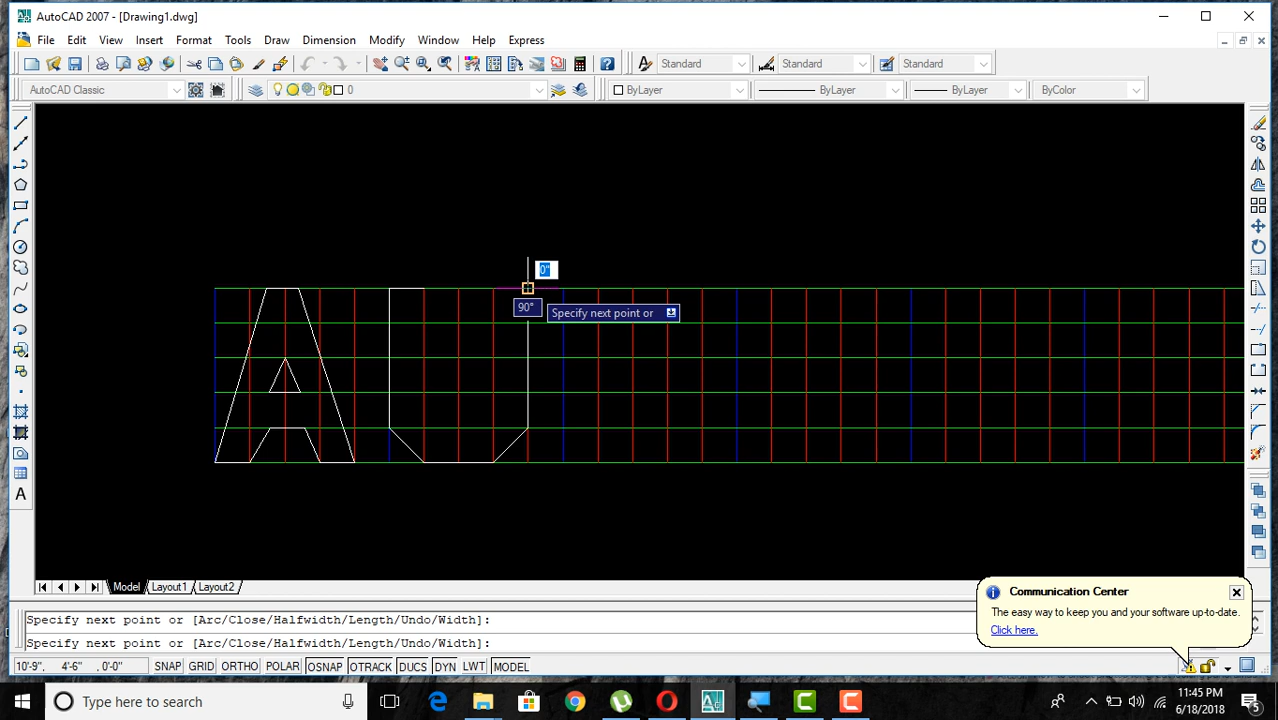 AutoCAD 2007 - [Drawing1.dwg]
File Edit View Insert Format Tools Draw Dimension Modify Window Help Express
Standard Standard Standard
AutoCAD Classic 0 ByLayer ByLayer ByLayer ByColor
0"
90° Specify next point or
A
Model Layout1 Layout2
Communication Center
The easy way to keep you and your software up-to-date.
Click here.
Specify next point or [Arc/Close/Halfwidth/Length/Undo/Width]:
Specify next point or [Arc/Close/Halfwidth/Length/Undo/Width]:
10'-9", 4'-6" ,0'-0" SNAP GRID ORTHO POLAR OSNAP OTRACK DUCS DYN LWT MODEL
Type here to search
11:45 PM
6/18/2018
5